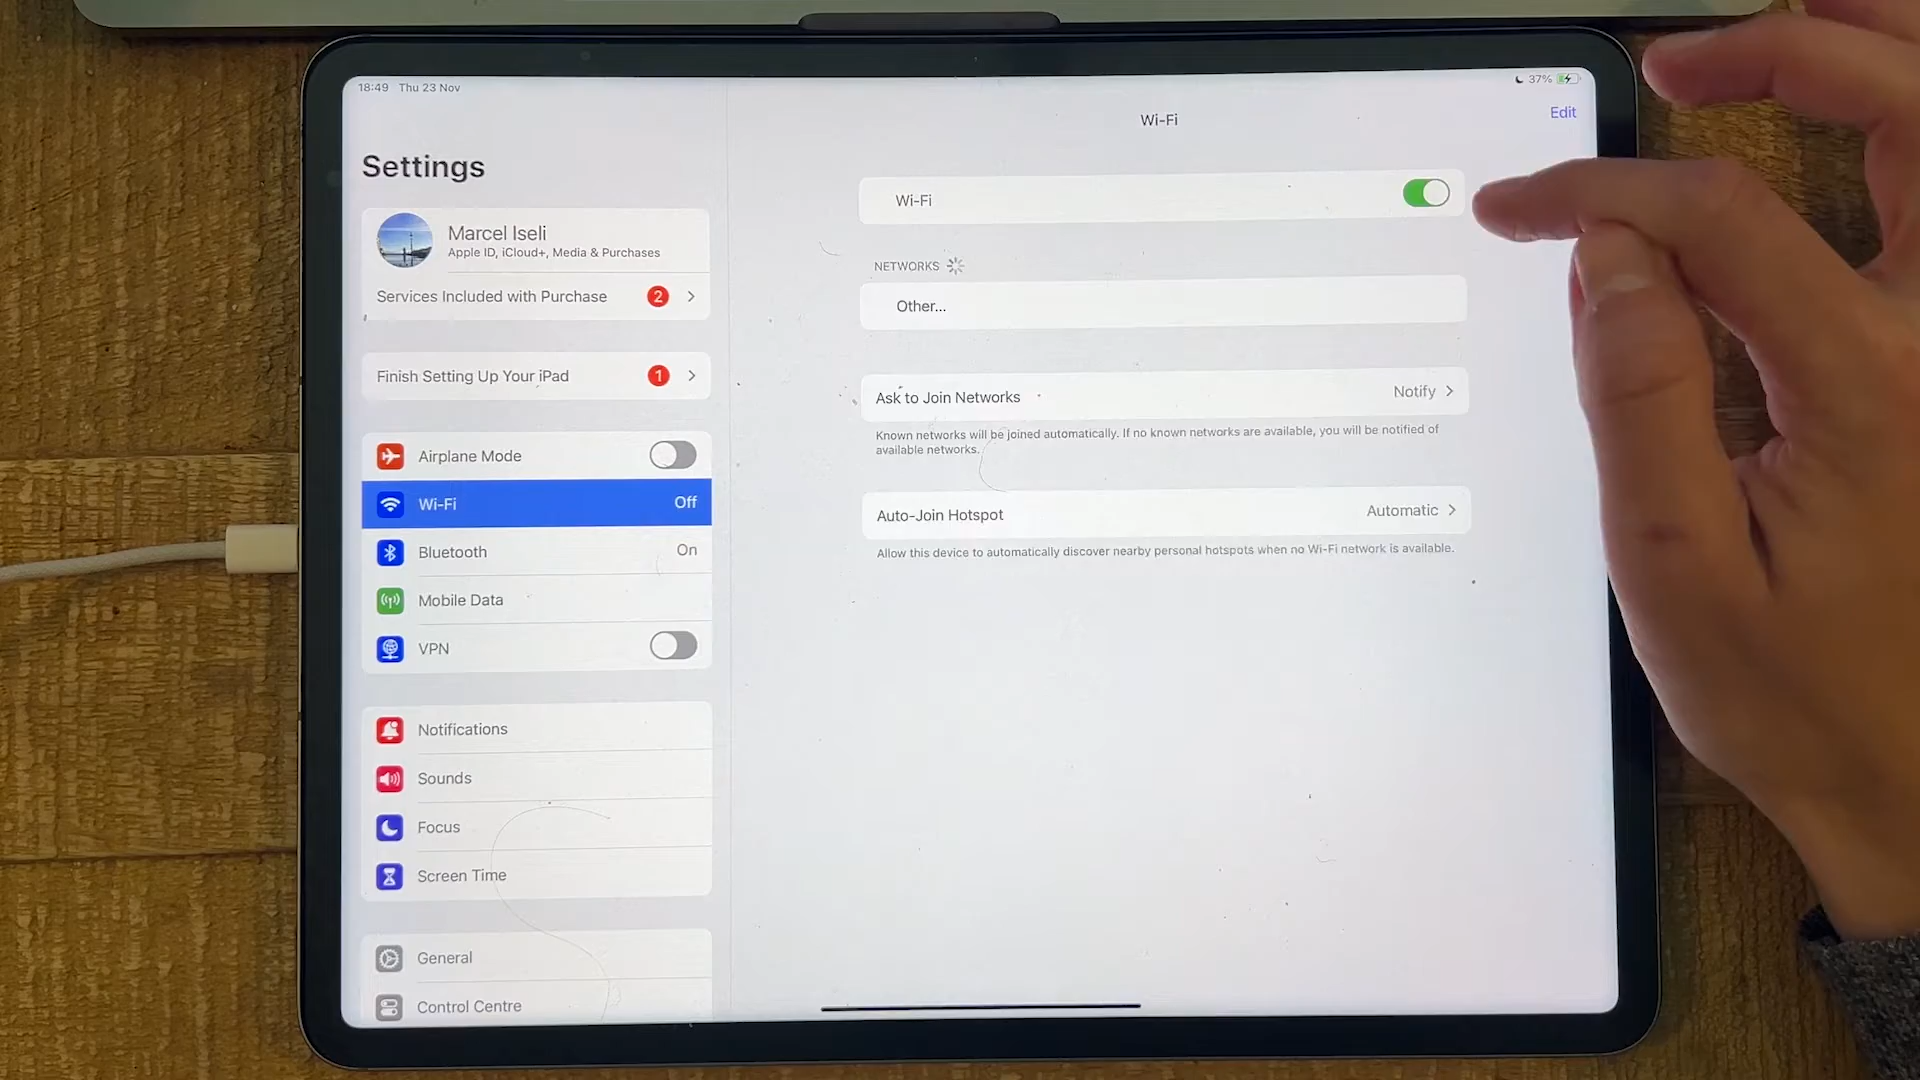 18:49 Thu 23 Nov
37%
Settings
Marcel Iseli
Apple ID, iCloud+, Media & Purchases
Services Included with Purchase 2
Finish Setting Up Your iPad 1
Airplane Mode
Wi-Fi Off
Bluetooth On
Mobile Data
VPN
Notifications
Sounds
Focus
Screen Time
General
Control Centre
Wi-Fi
Edit
Wi-Fi
NETWORKS
Other...
Ask to Join Networks Notify
Known networks will be joined automatically. If no known networks are available, you will be notified of
available networks.
Auto-Join Hotspot Automatic
Allow this device to automatically discover nearby personal hotspots when no Wi-Fi network is available.